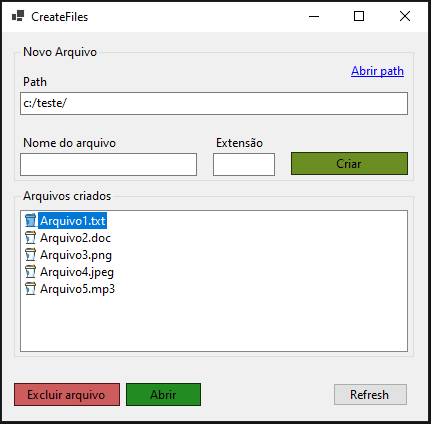 CreateFiles
Novo Arquivo
Abrir path
Path
c:/teste/
Nome do arquivo Extensão
Criar
Arquivos criados
Arquivo1.txt
Arquivo2.doc
Arquivo3.png
Arquivo4.jpeg
Arquivo5.mp3
Excluir arquivo Abrir Refresh